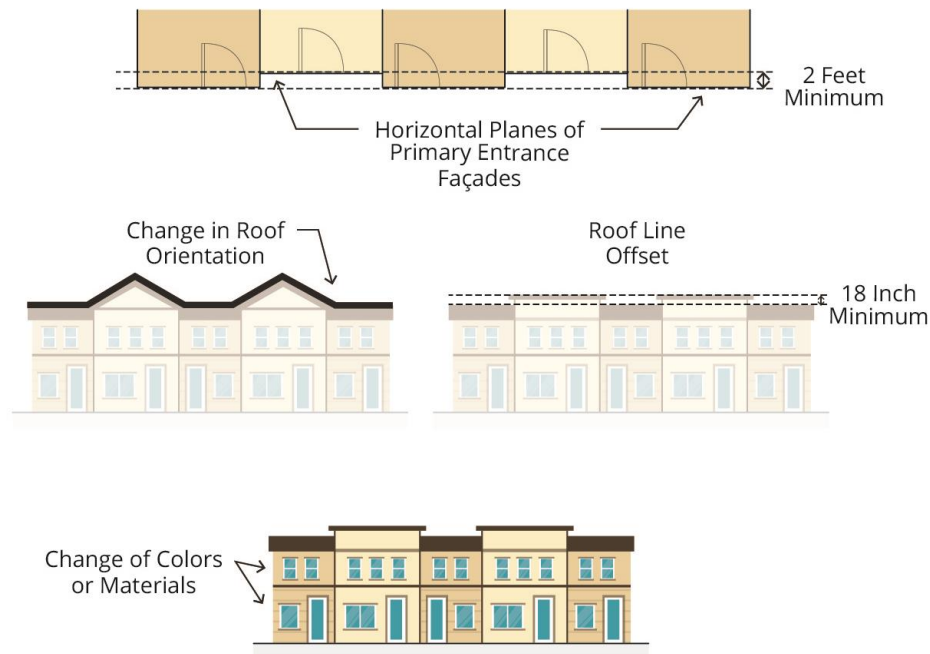 2 Feet
Minimum
Horizontal Planes of
Primary Entrance
Façades
Change in Roof
Orientation
Roof Line
Offset
18 Inch
Minimum
Change of Colors
or Materials